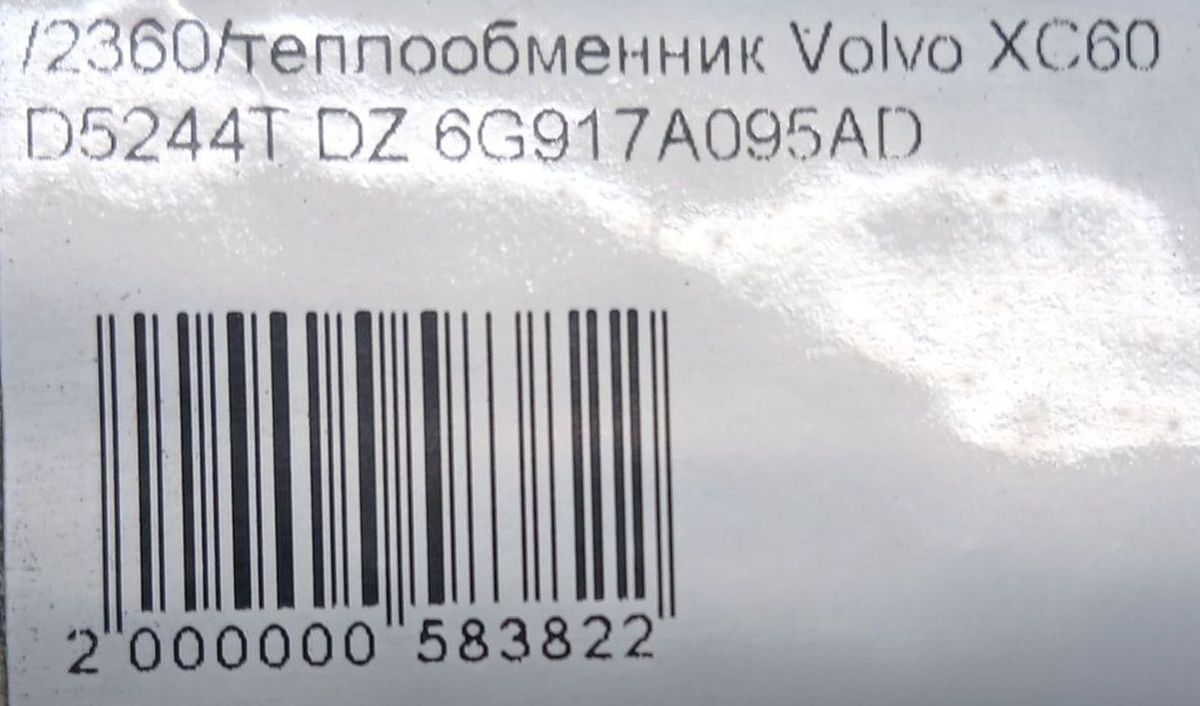 /2360/теплообменник Volvo XC60
D5244T DZ 6G917A095AD
2 000000 583822